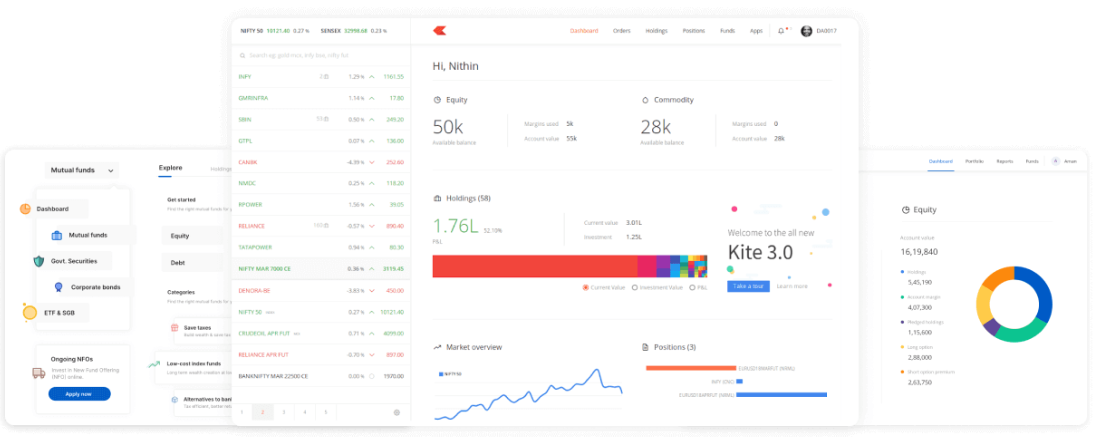 NIFTY 50 10121.40 0.27 % SENSEX 32998.68 0.23 %
Dashboard Orders Holdings Positions Funds Apps DA0017
Search eg: gold mcx, infy bse, nifty fut
INFY 1.29 % 1161.55
GMRINFRA 1.14 % 17.80
SBIN 0.50 % 249.20
GTPL 0.07 % 136.00
CANBK -4.39 % 252.60
NMDC 0.25 % 118.20
RPOWER 1.56 % 39.05
RELIANCE -0.57 % 890.40
TATAPOWER 0.94 % 80.30
NIFTY MAR 7000 CE 0.36 % 3119.45
DENORA BE -3.83 % 450.00
NIFTY 50 0.27 % 10121.40
CRUDEOIL APR FUT 0.71 % 4099.00
RELIANCE APR FUT -0.70 % 897.00
BANKNIFTY MAR 22500 CE 0.00 % 1970.00
1 2 3 4 5
Hi, Nithin
Equity
50k
Available balance
Margins used 5k
Account value 55k
Commodity
28k
Available balance
Margins used 0
Account value 28k
Holdings (58)
1.76L
P&L
Current value 3.01L
Investment 1.25L
Current Value Investment Value P&L
Welcome to the all new
Kite 3.0
Take a tour Learn more
Market overview
NIFTY 50
Positions (3)
Mutual funds
Dashboard
Mutual funds
Govt. Securities
Corporate bonds
ETF & SGB
Ongoing NFOs
Invest in New Fund Offering
(NFO) online.
Apply now
Explore Holdings
Get started
Find the right mutual funds for
Equity
Debt
Categories
Find the right mutual funds for
Save taxes
Low-cost index funds
Alternatives to
Dashboard Portfolio Reports Funds A Aman
Equity
Account value
16,19,840
Holdings
5,45,190
Account margin
4,07,300
Pledged holdings
1,15,600
Long option
2,88,000
Short option premium
2,63,750